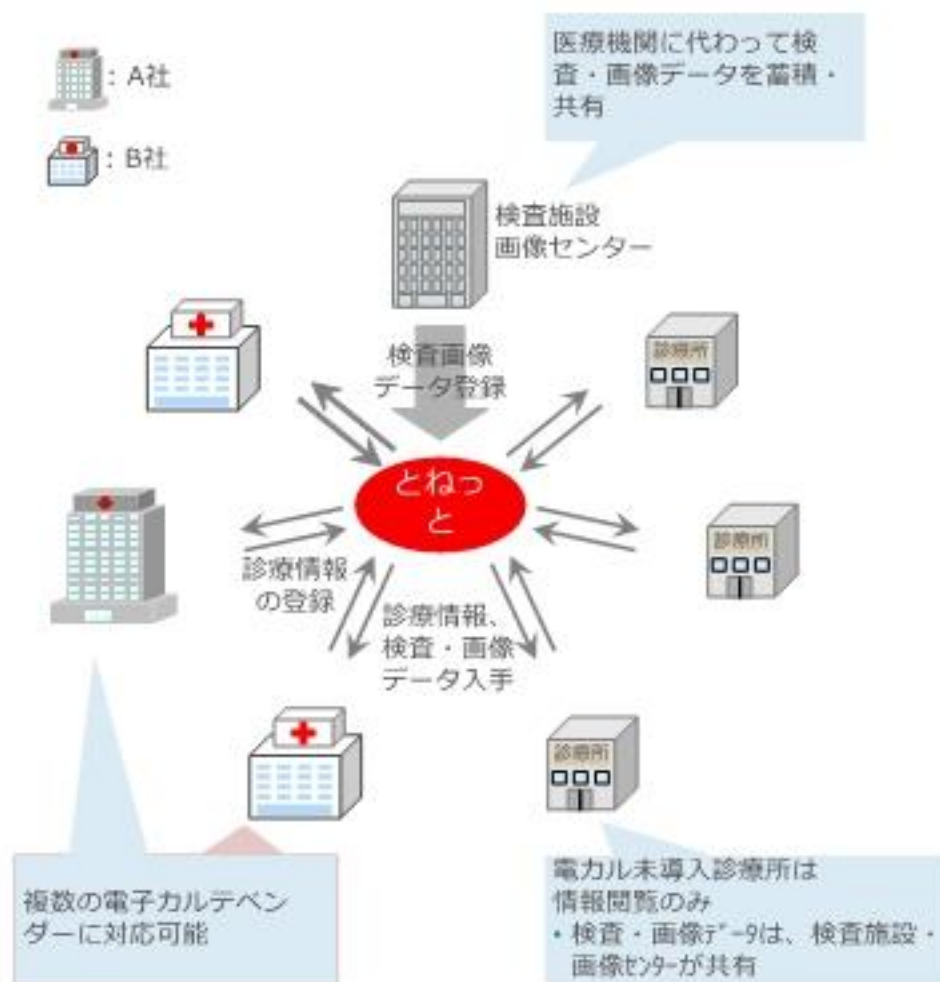 ：A社
：B社
医療機関に代わって検
査・画像データを蓄積・
共有
検査施設
画像センター
検査画像
データ登録
診療所
とねっ
と
診療所
診療情報
の登録
診療情報、
検査・画像
データ入手
診療所
複数の電子カルテベン
ダーに対応可能
電カル未導入診療所は
情報閲覧のみ
・検査・画像ﾃﾞｰﾀは、検査施設・
画像ｾﾝﾀｰが共有